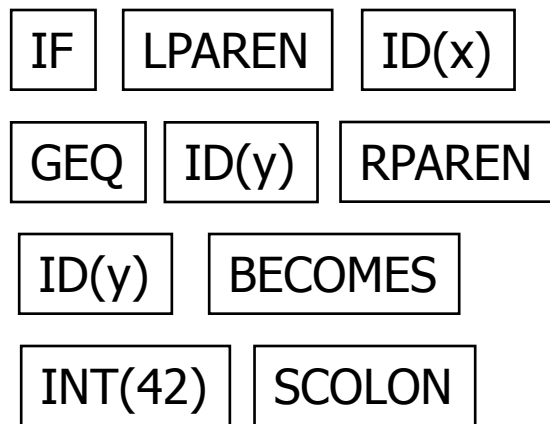 IF LPAREN ID(x)
GEQ ID(y) RPAREN
ID(y) BECOMES
INT(42) SCOLON